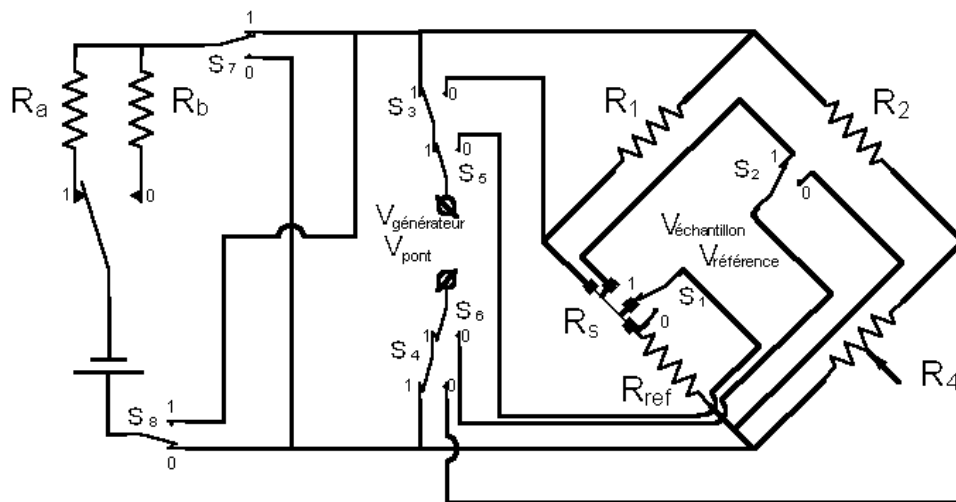 1
S7
0
Ra
Rb
1
0
1
0
S3
R1
R2
1
0
S5
1
S2
0
Vgénérateur
Vpont
Véchantillon
Vréférence
1
S1
0
RS
S6
1
0
S4
1
0
Rref
R4
1
S8
0